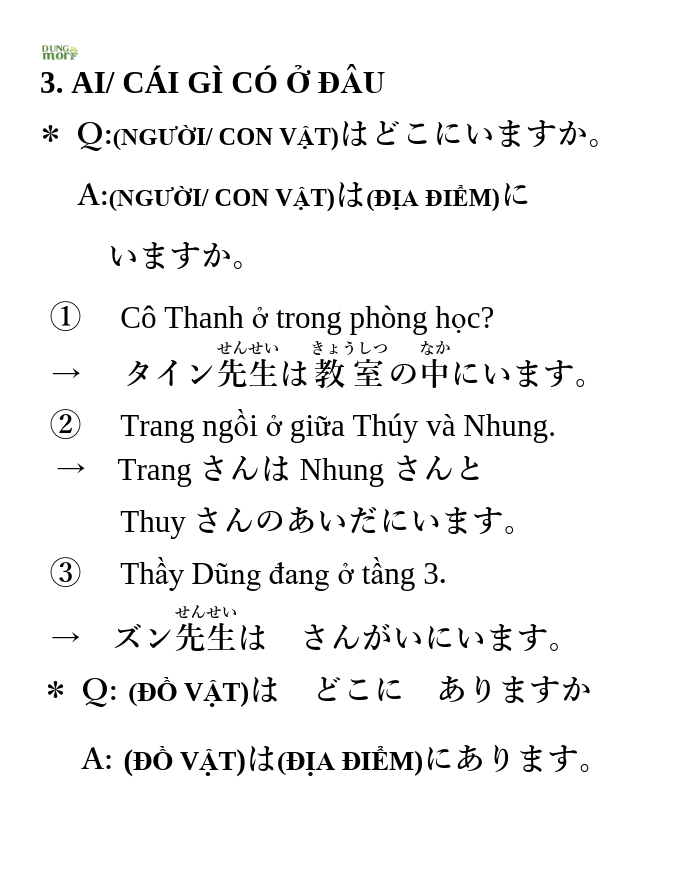 DUNG
mori
3. AI/ CÁI GÌ CÓ Ở ĐÂU
＊ Q:(NGƯỜI/ CON VẬT)はどこにいますか。
A:(NGƯỜI/ CON VẬT)は(ĐỊA ĐIỂM)に
いますか。
① Cô Thanh ở trong phòng học?
せんせい きょうしつ なか
→ タイン先生は教室の中にいます。
② Trang ngồi ở giữa Thúy và Nhung.
→ Trang さんは Nhung さんと
Thuy さんのあいだにいます。
③ Thầy Dũng đang ở tầng 3.
せんせい
→ ズン先生は　さんがいにいます。
＊ Q: (ĐỒ VẬT)は　どこに　ありますか
A: (ĐỒ VẬT)は(ĐỊA ĐIỂM)にあります。